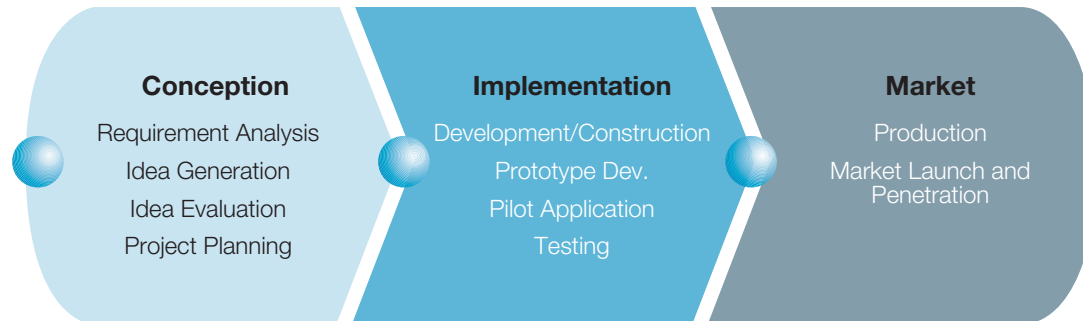 Conception
Requirement Analysis
Idea Generation
Idea Evaluation
Project Planning
Implementation
Development/Construction
Prototype Dev.
Pilot Application
Testing
Market
Production
Market Launch and
Penetration